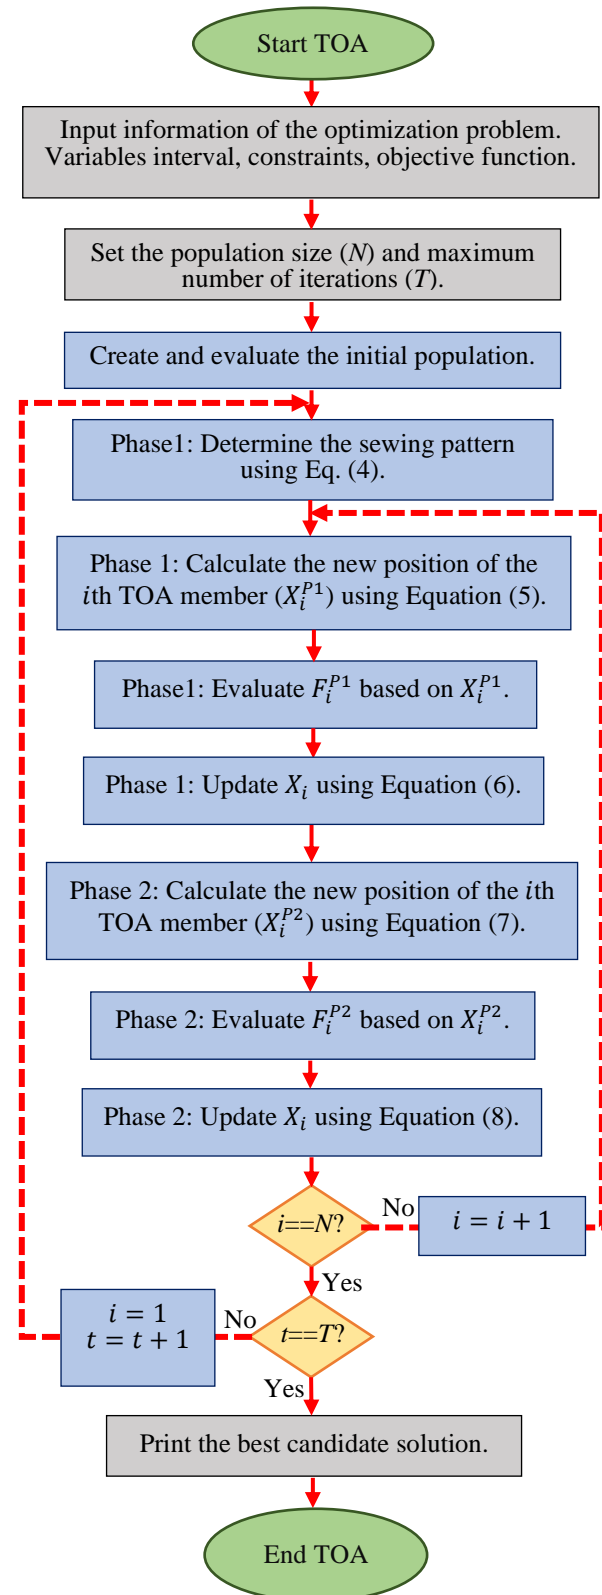 Start TOA
Input information of the optimization problem.
Variables interval, constraints, objective function.
Set the population size (N) and maximum
number of iterations (T).
Create and evaluate the initial population.
Phase1: Determine the sewing pattern
using Eq. (4).
Phase 1: Calculate the new position of the
ith TOA member (X_i^{P1}) using Equation (5).
Phase1: Evaluate F_i^{P1} based on X_i^{P1}.
Phase 1: Update X_i using Equation (6).
Phase 2: Calculate the new position of the ith
TOA member (X_i^{P2}) using Equation (7).
Phase 2: Evaluate F_i^{P2} based on X_i^{P2}.
Phase 2: Update X_i using Equation (8).
i==N?
No
i = i + 1
Yes
i = 1
t = t + 1
No
t==T?
Yes
Print the best candidate solution.
End TOA